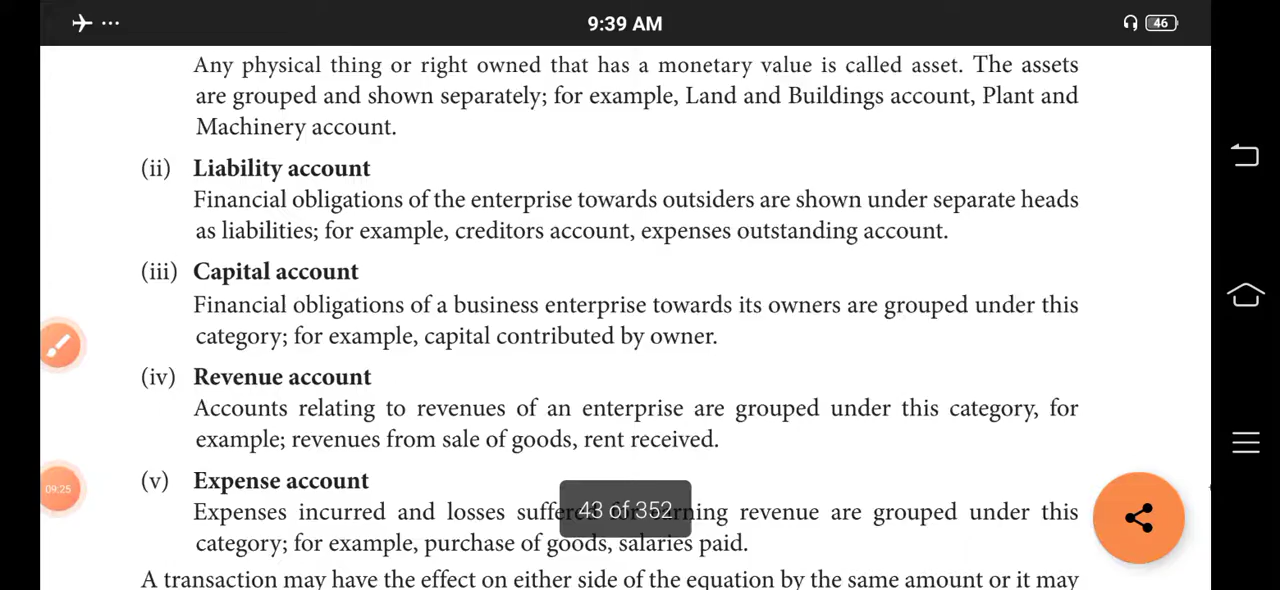 9:39 AM
46
Any physical thing or right owned that has a monetary value is called asset. The assets
are grouped and shown separately; for example, Land and Buildings account, Plant and
Machinery account.
(ii) Liability account
Financial obligations of the enterprise towards outsiders are shown under separate heads
as liabilities; for example, creditors account, expenses outstanding account.
(iii) Capital account
Financial obligations of a business enterprise towards its owners are grouped under this
category; for example, capital contributed by owner.
(iv) Revenue account
Accounts relating to revenues of an enterprise are grouped under this category, for
example; revenues from sale of goods, rent received.
(v) Expense account
09:25
43 of 352
Expenses incurred and losses suffered for earning revenue are grouped under this
category; for example, purchase of goods, salaries paid.
A transaction may have the effect on either side of the equation by the same amount or it may